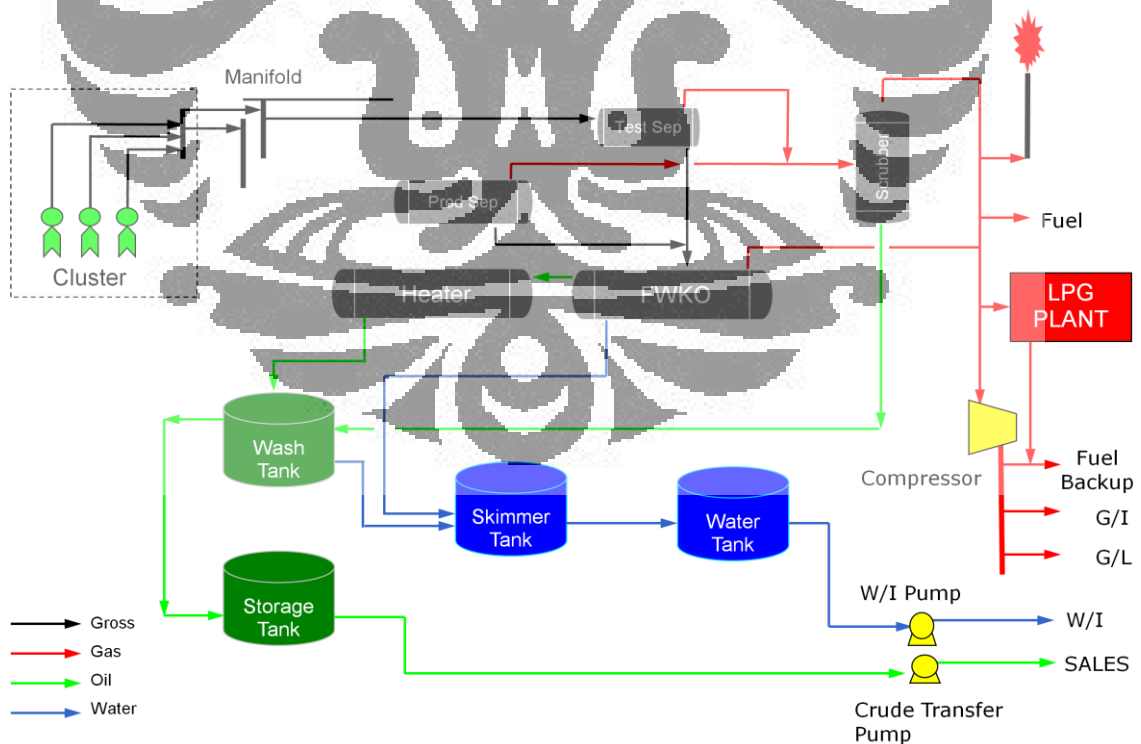 Manifold
Test Sep
Scrubber
Prod Sep
Fuel
Cluster
Heater
FWKO
LPG
PLANT
Wash
Tank
Compressor
Fuel
Backup
Skimmer
Tank
Water
Tank
G/I
G/L
W/I Pump
W/I
Storage
Tank
SALES
Gross
Gas
Oil
Water
Crude Transfer
Pump